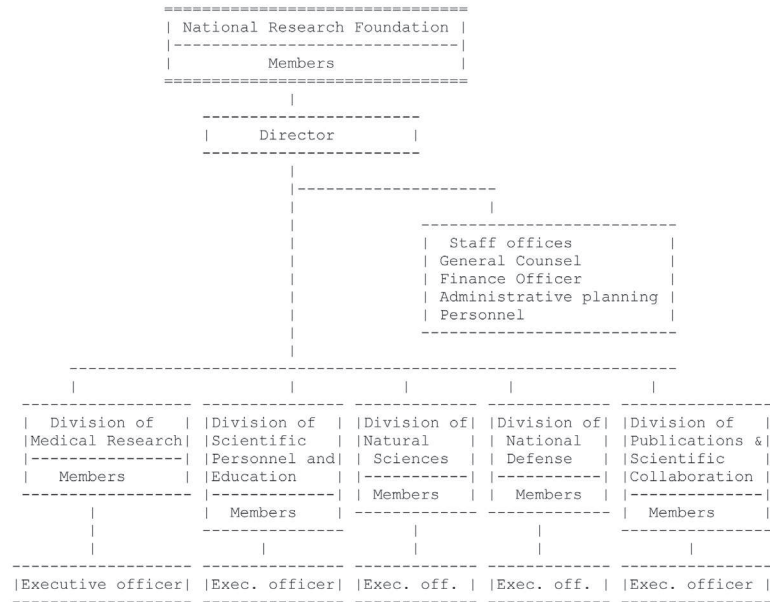 National Research Foundation
Members
Director
Staff offices
General Counsel
Finance Officer
Administrative planning
Personnel
Division of
Medical Research
Members
Division of
Scientific
Personnel and
Education
Members
Division of
Natural
Sciences
Members
Division of
National
Defense
Members
Division of
Publications &
Scientific
Collaboration
Members
Executive officer
Exec. officer
Exec. off.
Exec. off.
Exec. officer